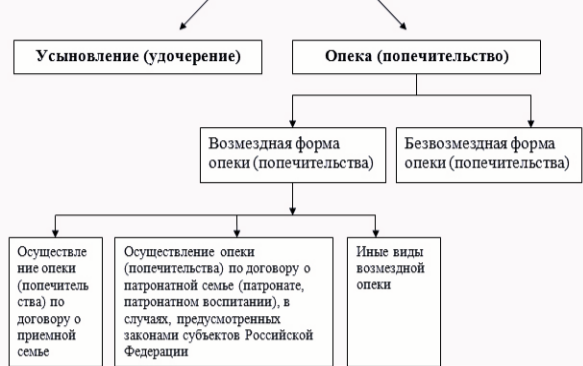 Усыновление (удочерение)
Опека (попечительство)
Возмездная форма
опеки (попечительства)
Безвозмездная форма
опеки (попечительства)
Осуществле
ние опеки
(попечитель
ства) по
договору о
приемной
семье
Осуществление опеки
(попечительства) по договору о
патронатной семье (патронате,
патронатном воспитании), в
случаях, предусмотренных
законами субъектов Российской
Федерации
Иные виды
возмездной
опеки